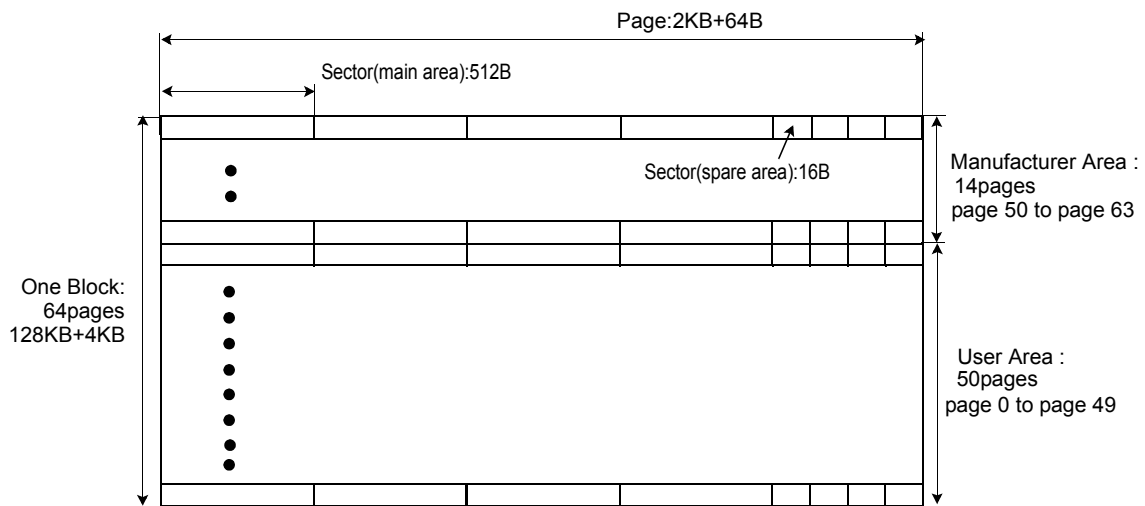 Page:2KB+64B
Sector(main area):512B
Sector(spare area):16B
Manufacturer Area :
14pages
page 50 to page 63
One Block:
64pages
128KB+4KB
User Area :
50pages
page 0 to page 49